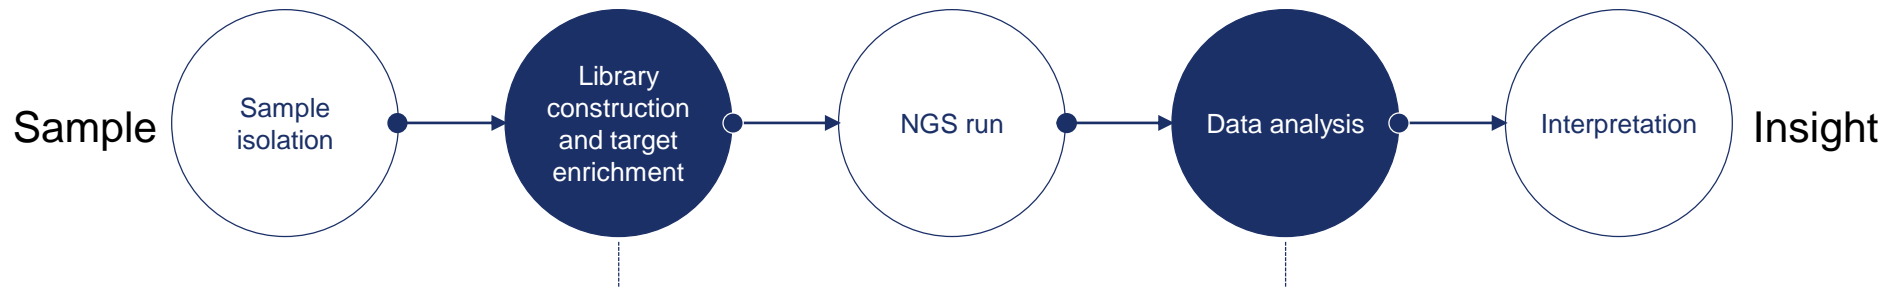 Sample
Sample
isolation
Library
construction
and target
enrichment
NGS run
Data analysis
Interpretation
Insight